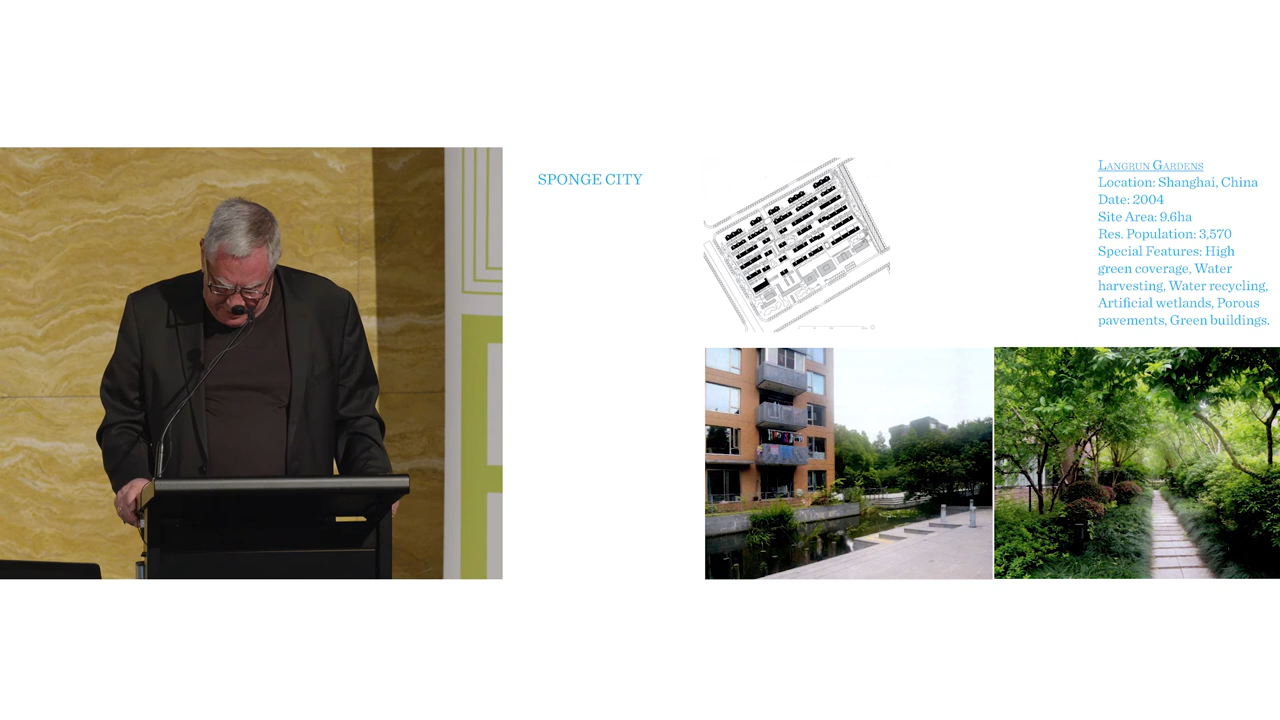 SPONGE CITY
LANGRUN GARDENS
Location: Shanghai, China
Date: 2004
Site Area: 9.6ha
Res. Population: 3,570
Special Features: High
green coverage, Water
harvesting, Water recycling,
Artificial wetlands, Porous
pavements, Green buildings.